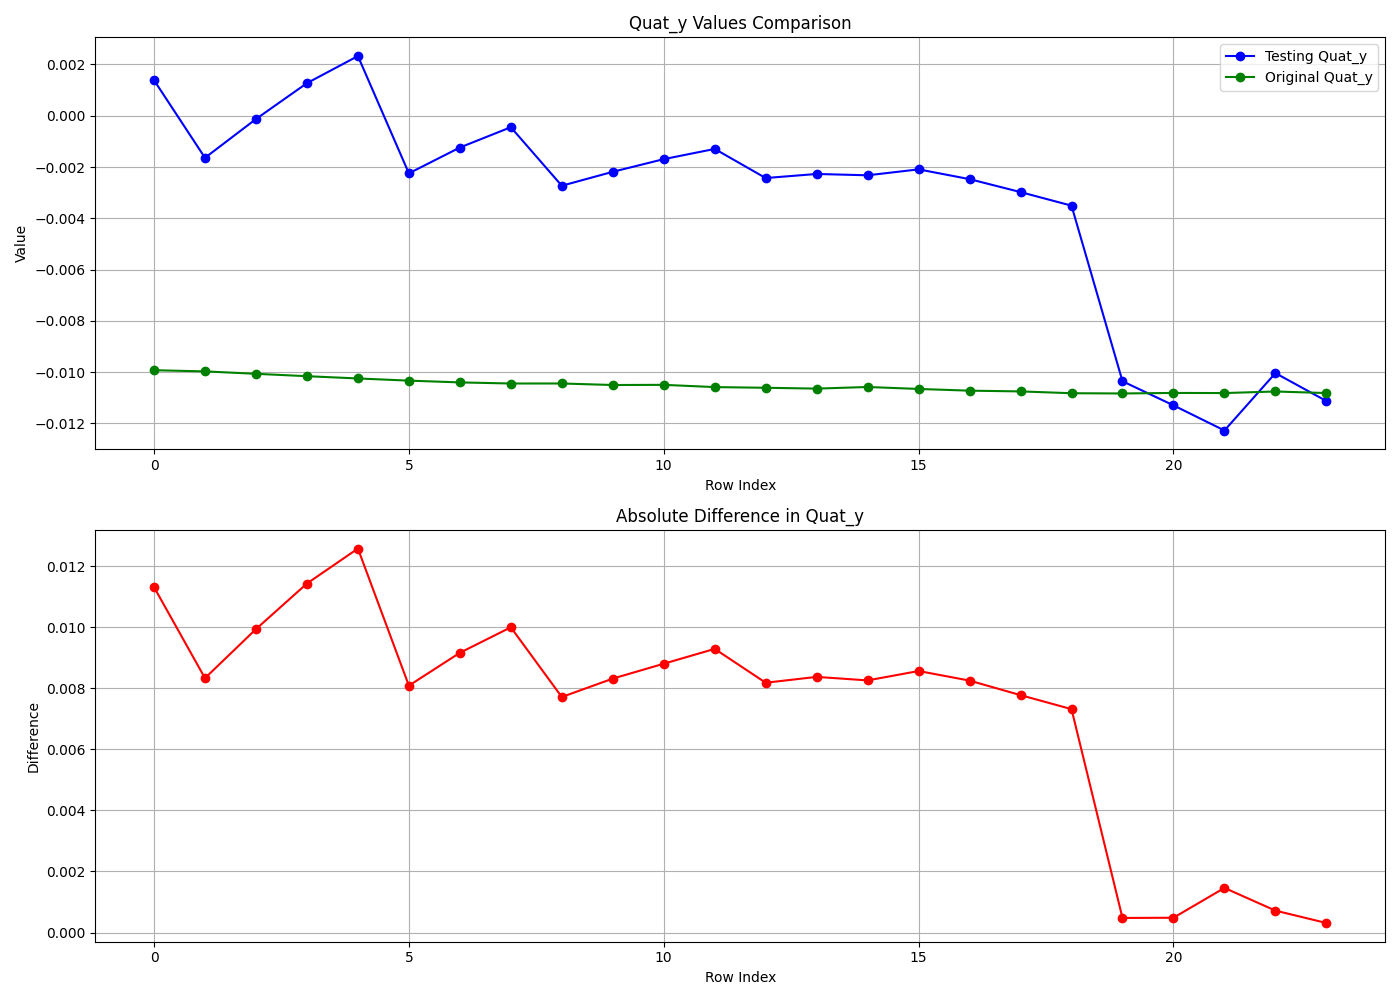 Quat_y Values Comparison
Testing Quat_y
Original Quat_y
0.002
0.000
−0.002
−0.004
−0.006
−0.008
−0.010
−0.012
Value
0 5 10 15 20
Row Index
Absolute Difference in Quat_y
0.012
0.010
0.008
0.006
0.004
0.002
0.000
Difference
0 5 10 15 20
Row Index